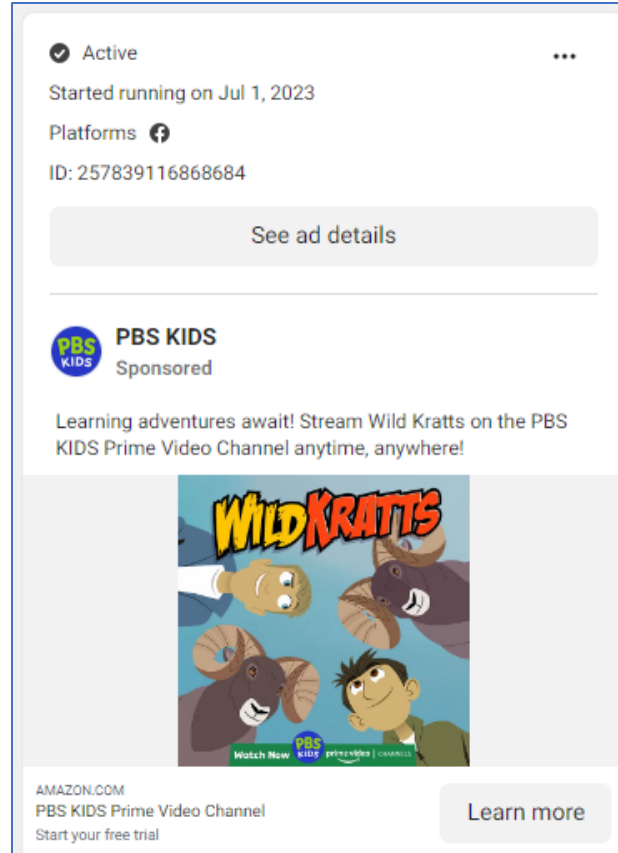 Active
Started running on Jul 1, 2023
Platforms
ID: 257839116868684
See ad details
PBS KIDS
PBS KIDS
Sponsored
Learning adventures await! Stream Wild Kratts on the PBS
KIDS Prime Video Channel anytime, anywhere!
WILD KRATTS
Watch Now PBS KIDS prime video | CHANNELS
AMAZON.COM
PBS KIDS Prime Video Channel
Start your free trial
Learn more